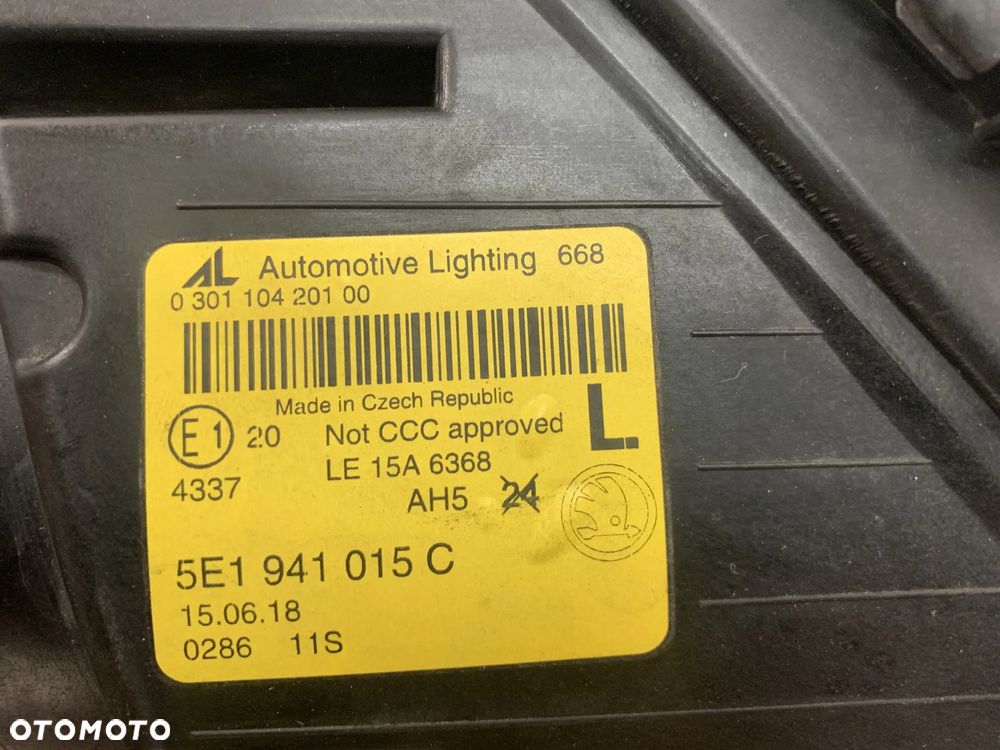 AL Automotive Lighting 668
0 301 104 201 00
Made in Czech Republic
E1 20 Not CCC approved L
LE 15A 6368
4337
AH5 24
5E1 941 015 C
15.06.18
0286 11S
OTOMOTO